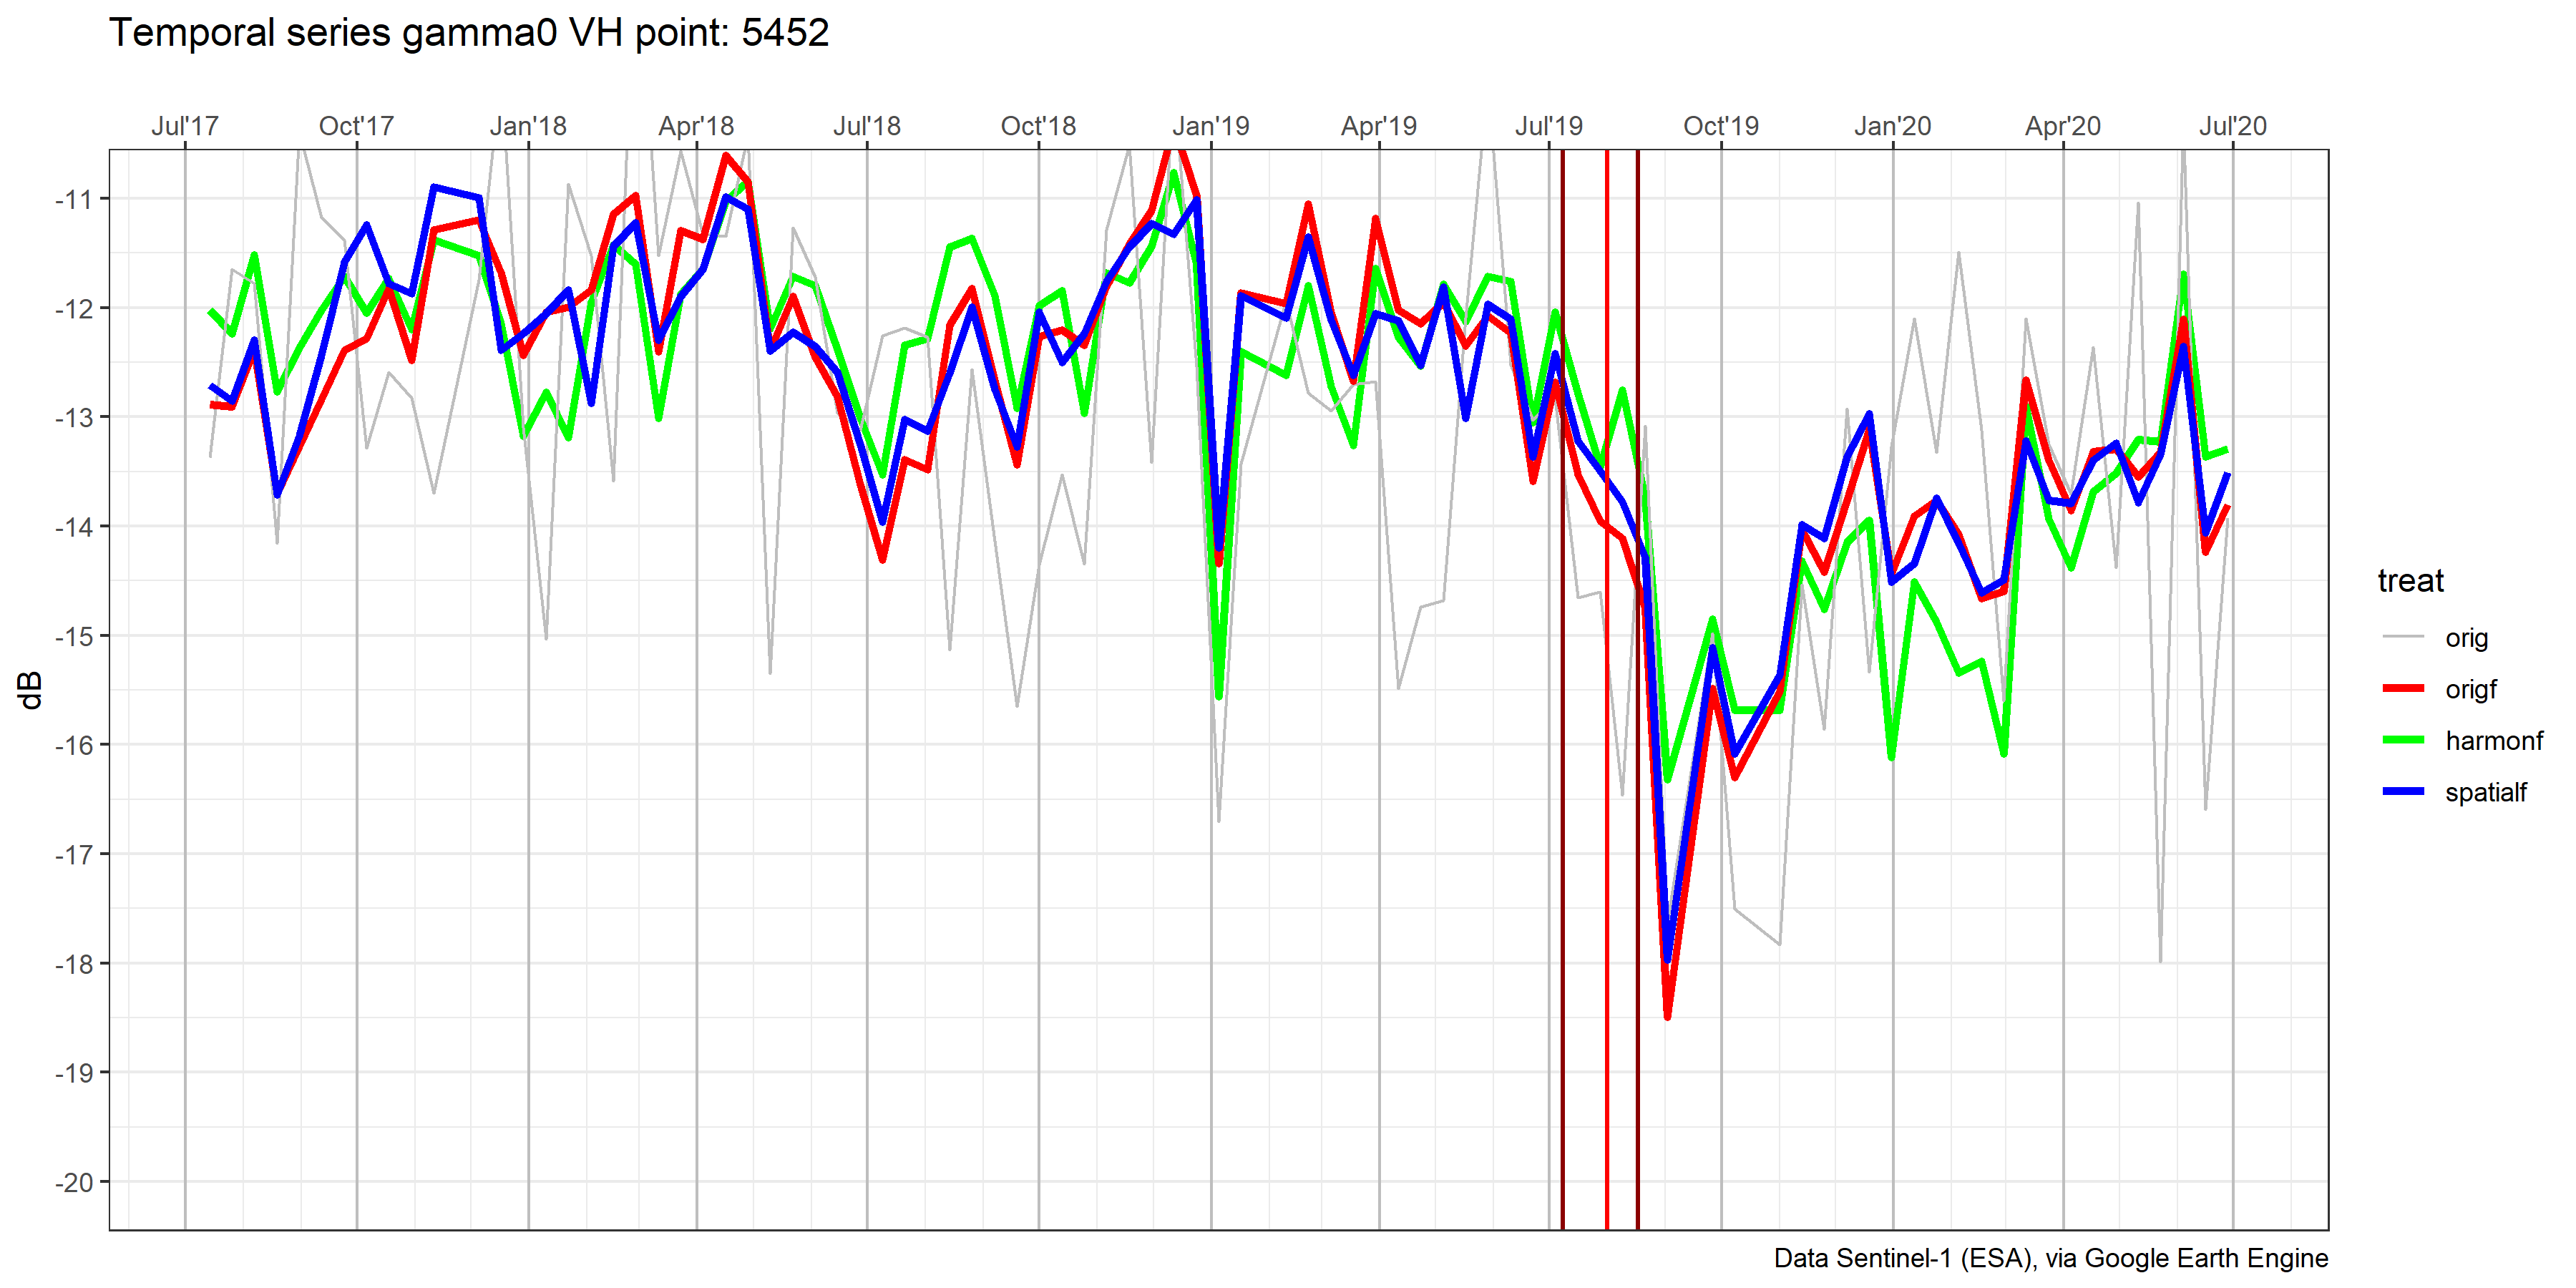 Temporal series gamma0 VH point: 5452
Jul'17 Oct'17 Jan'18 Apr'18 Jul'18 Oct'18 Jan'19 Apr'19 Jul'19 Oct'19 Jan'20 Apr'20 Jul'20
-11
-12
-13
-14
-15
-16
-17
-18
-19
-20
dB
treat
orig
origf
harmonf
spatialf
Data Sentinel-1 (ESA), via Google Earth Engine